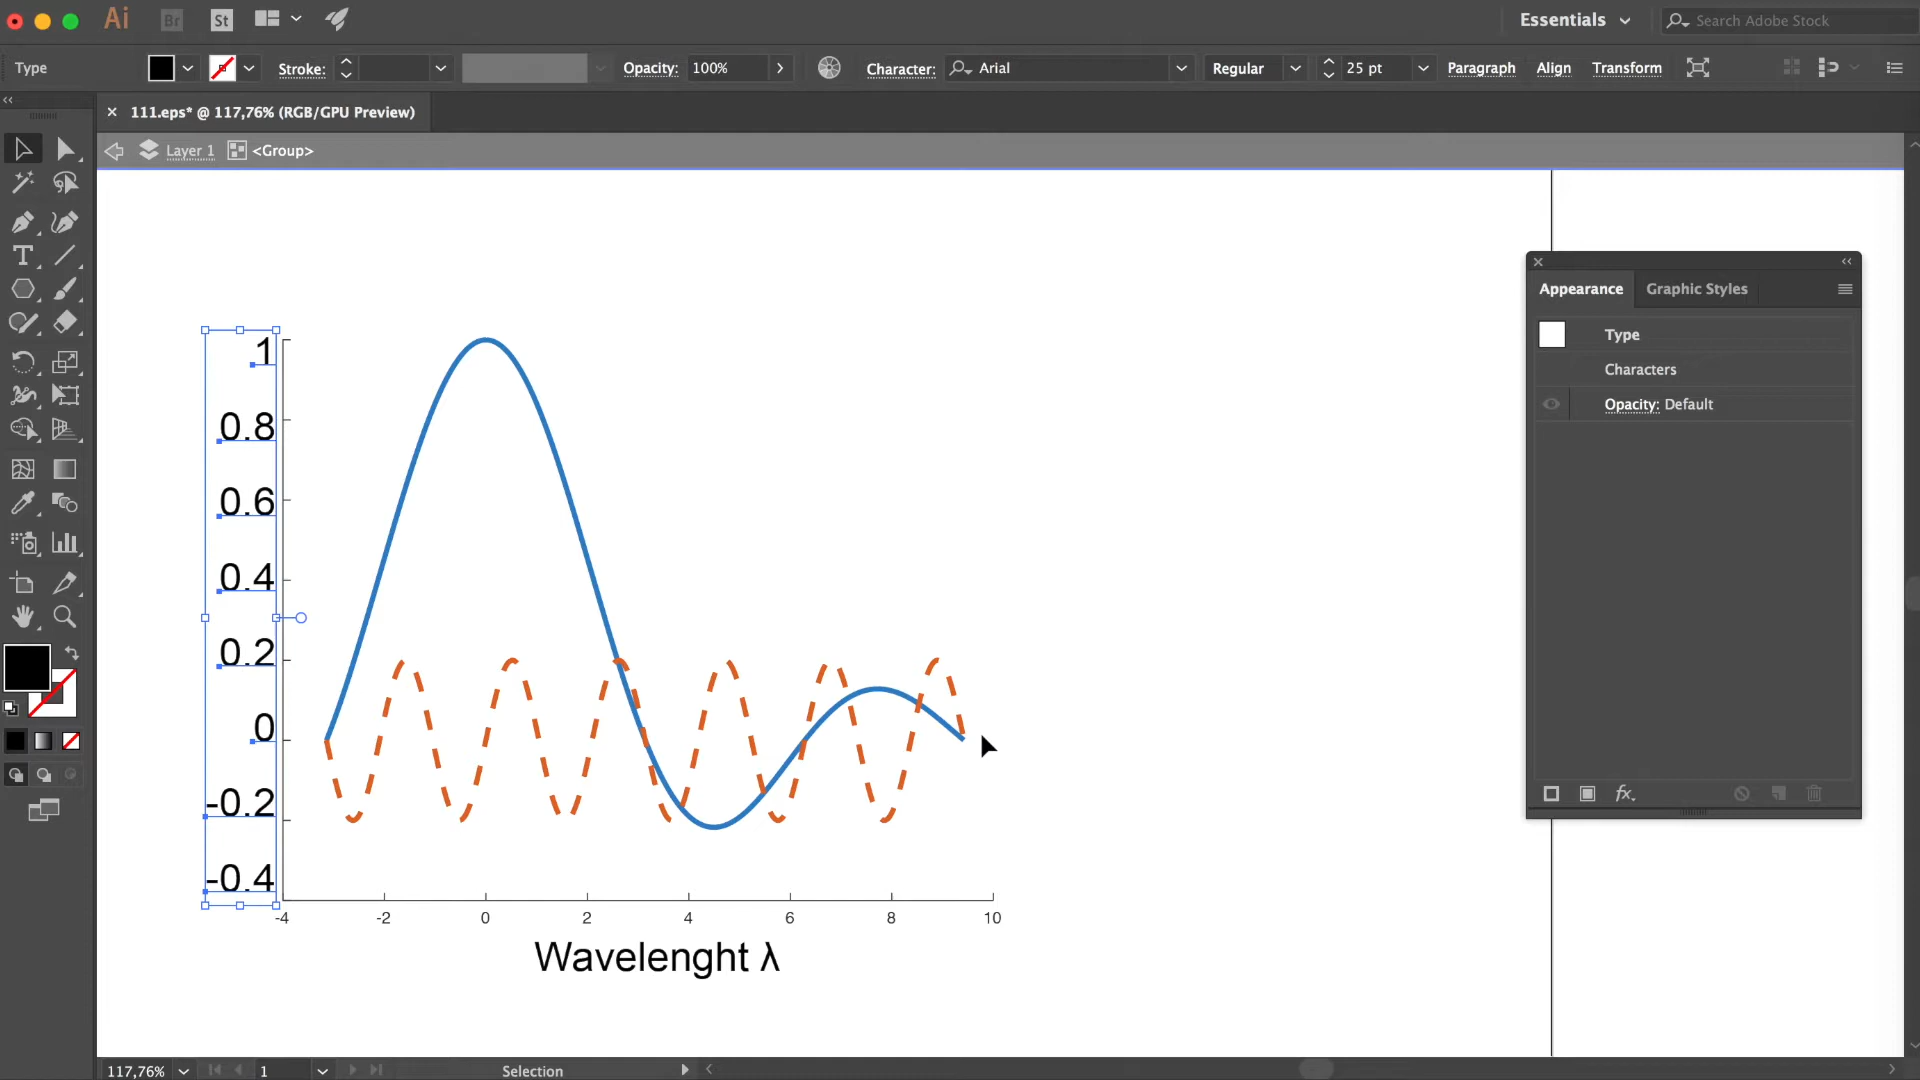 Ai Br St Essentials Search Adobe Stock
Type Stroke: Opacity: 100% Character: Arial Regular 25 pt Paragraph Align Transform
111.eps* @ 117,76% (RGB/GPU Preview)
Layer 1 <Group>
Appearance Graphic Styles
Type
Characters
Opacity: Default
fx
T
1
0.8
0.6
0.4
0.2
0
-0.2
-0.4
-4 -2 0 2 4 6 8 10
Wavelenght λ
117,76% 1 Selection